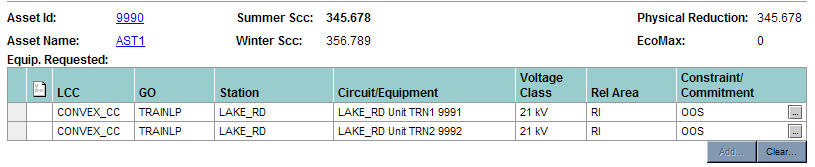 Asset Id: 9990 Summer Scc: 345.678 Physical Reduction: 345.678
Asset Name: AST1 Winter Scc: 356.789 EcoMax: 0
Equip. Requested:
LCC GO Station Circuit/Equipment Voltage Class Rel Area Constraint/ Commitment
CONVEX_CC TRAINLP LAKE_RD LAKE_RD Unit TRN1 9991 21 kV RI OOS ...
CONVEX_CC TRAINLP LAKE_RD LAKE_RD Unit TRN2 9992 21 kV RI OOS ...
Add... Clear...